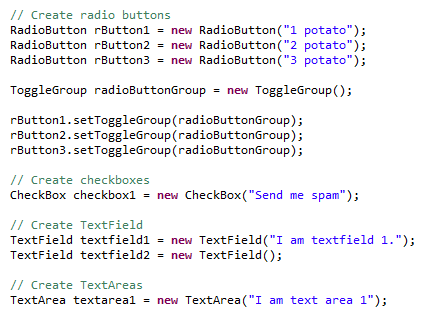 // Create radio buttons
RadioButton rButton1 = new RadioButton("1 potato");
RadioButton rButton2 = new RadioButton("2 potato");
RadioButton rButton3 = new RadioButton("3 potato");
ToggleGroup radioButtonGroup = new ToggleGroup();
rButton1.setToggleGroup(radioButtonGroup);
rButton2.setToggleGroup(radioButtonGroup);
rButton3.setToggleGroup(radioButtonGroup);
// Create checkboxes
CheckBox checkbox1 = new CheckBox("Send me spam");
// Create TextField
TextField textfield1 = new TextField("I am textfield 1.");
TextField textfield2 = new TextField();
// Create TextAreas
TextArea textarea1 = new TextArea("I am text area 1");